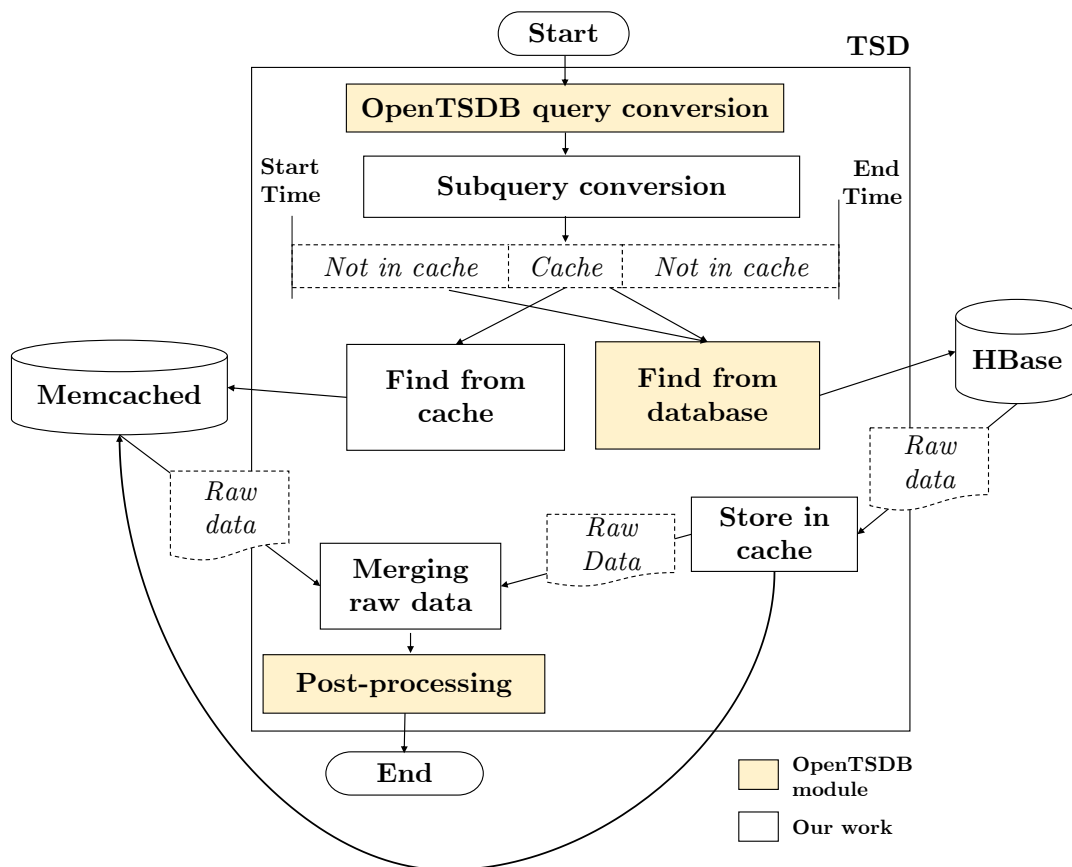 Start
TSD
OpenTSDB query conversion
Start
Time
Subquery conversion
End
Time
Not in cache
Cache
Not in cache
Memcached
Find from
cache
Find from
database
HBase
Raw
data
Raw
data
Raw
Data
Store in
cache
Merging
raw data
Post-processing
End
OpenTSDB
module
Our work